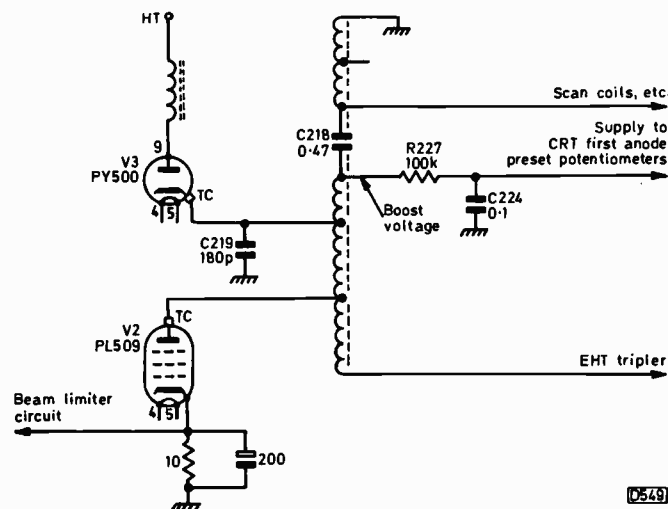 HT
Scan coils, etc.
C218
0·47
Supply to
CRT first anode
preset potentiometers
R227
100k
9
V3
PY500
TC
4 5
C224
0·1
Boost
voltage
C219
180p
V2
PL509
TC
EHT tripler
Beam limiter
circuit
4 5
10
200
D549